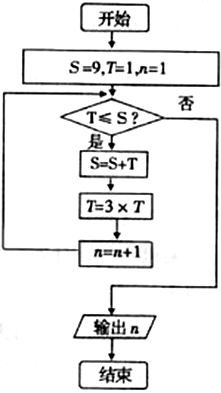 开始
S=9,T=1,n=1
T≤S?
否
是
S=S+T
T=3×T
n=n+1
输出n
结束